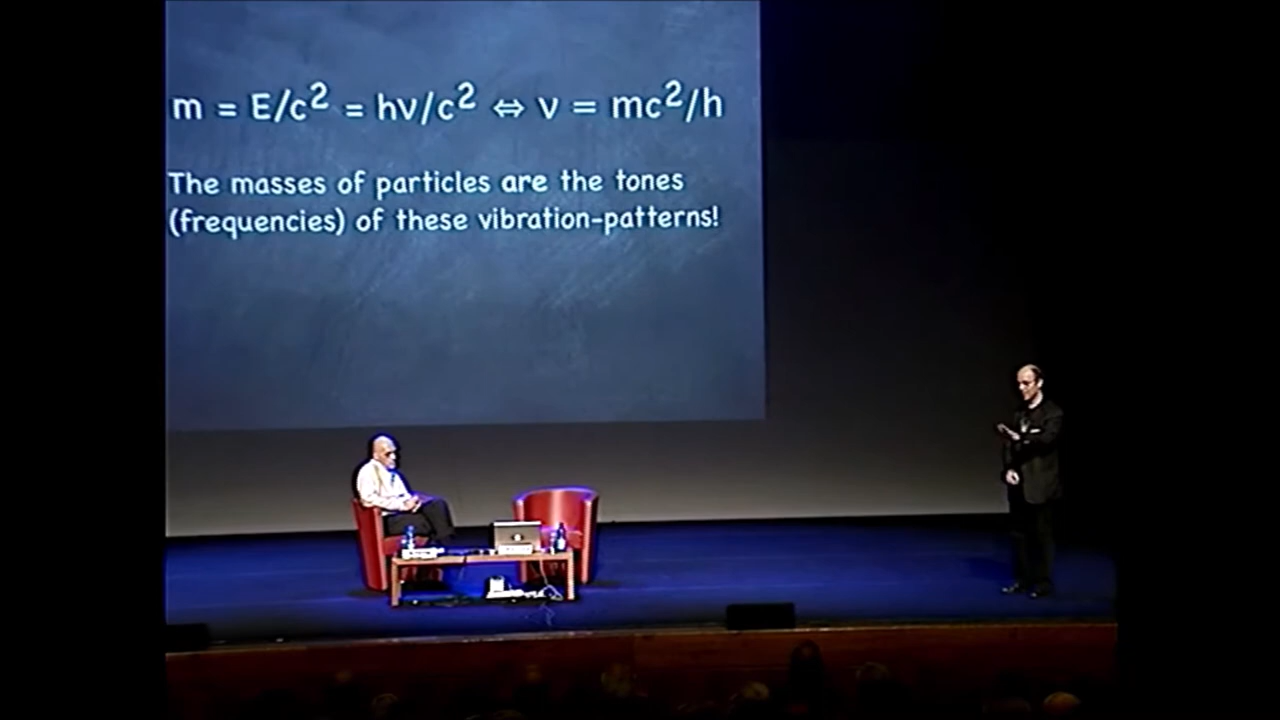 m = E/c² = hν/c² ⇔ ν = mc²/h
The masses of particles are the tones
(frequencies) of these vibration-patterns!